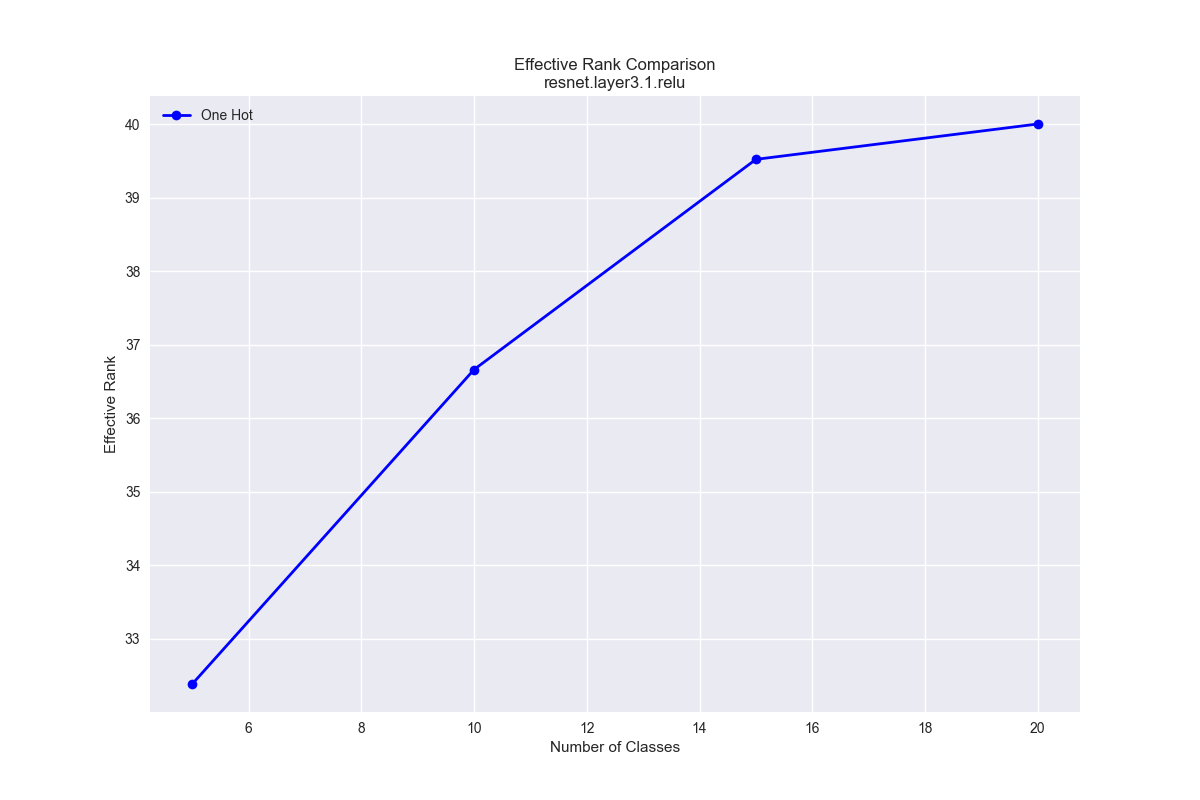 Effective Rank Comparison
resnet.layer3.1.relu
One Hot
40
39
38
37
36
35
34
33
Effective Rank
6 8 10 12 14 16 18 20
Number of Classes